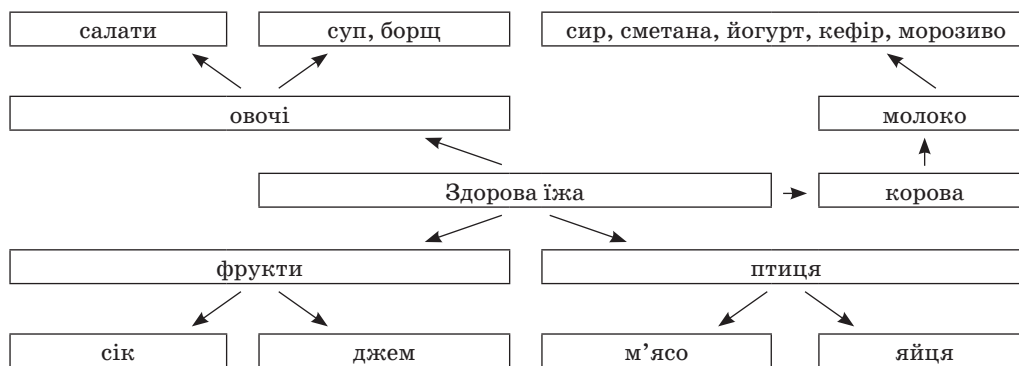 салати
суп, борщ
сир, сметана, йогурт, кефір, морозиво
овочі
молоко
Здорова їжа
корова
фрукти
птиця
сік
джем
м’ясо
яйця